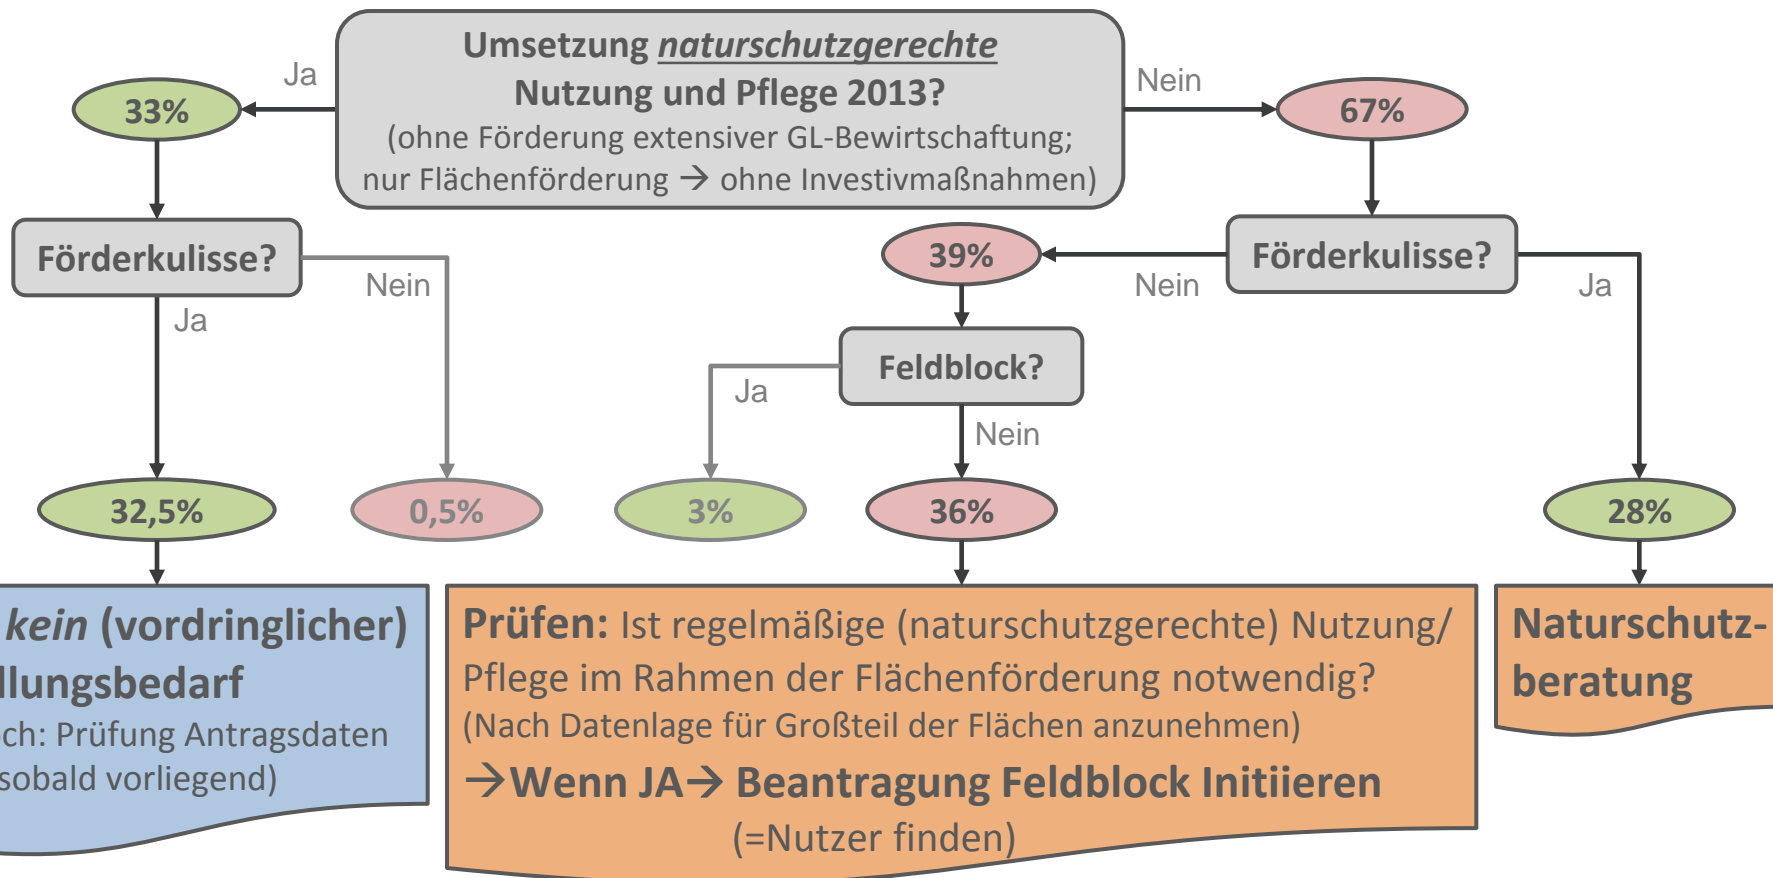 Umsetzung naturschutzgerechte
Nutzung und Pflege 2013?
(ohne Förderung extensiver GL-Bewirtschaftung;
nur Flächenförderung → ohne Investivmaßnahmen)
Ja
Nein
33%
67%
Förderkulisse?
Nein
Ja
39%
Förderkulisse?
Nein
Ja
Feldblock?
Ja
Nein
32,5%
0,5%
3%
36%
28%
kein (vordringlicher)
llungsbedarf
ch: Prüfung Antragsdaten
sobald vorliegend)
Prüfen: Ist regelmäßige (naturschutzgerechte) Nutzung/
Pflege im Rahmen der Flächenförderung notwendig?
(Nach Datenlage für Großteil der Flächen anzunehmen)
→Wenn JA→ Beantragung Feldblock Initiieren
(=Nutzer finden)
Naturschutz-
beratung